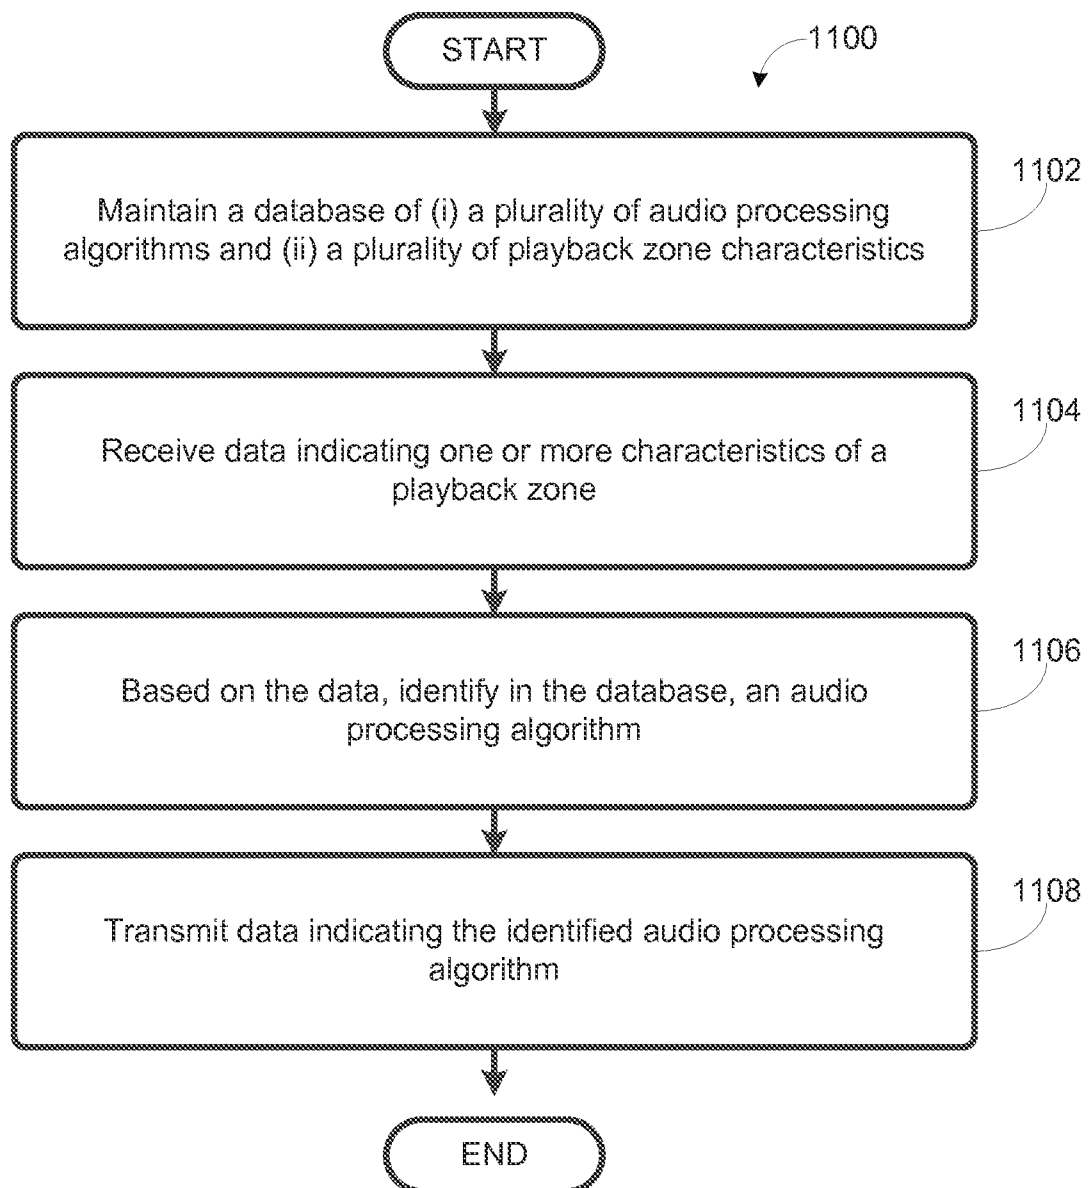 START
1100
1102
Maintain a database of (i) a plurality of audio processing
algorithms and (ii) a plurality of playback zone characteristics
1104
Receive data indicating one or more characteristics of a
playback zone
1106
Based on the data, identify in the database, an audio
processing algorithm
1108
Transmit data indicating the identified audio processing
algorithm
END